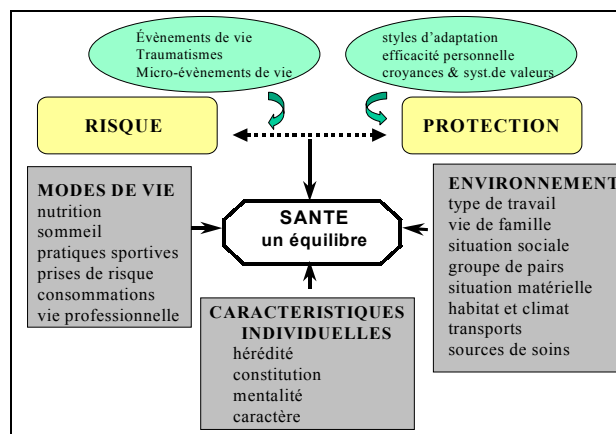 Évènements de vie
Traumatismes
Micro-évènements de vie
styles d'adaptation
efficacité personnelle
croyances & syst.de valeurs
RISQUE
PROTECTION
MODES DE VIE
nutrition
sommeil
pratiques sportives
prises de risque
consommations
vie professionnelle
SANTE
un équilibre
ENVIRONNEMENT
type de travail
vie de famille
situation sociale
groupe de pairs
situation matérielle
habitat et climat
transports
sources de soins
CARACTERISTIQUES
INDIVIDUELLES
hérédité
constitution
mentalité
caractère